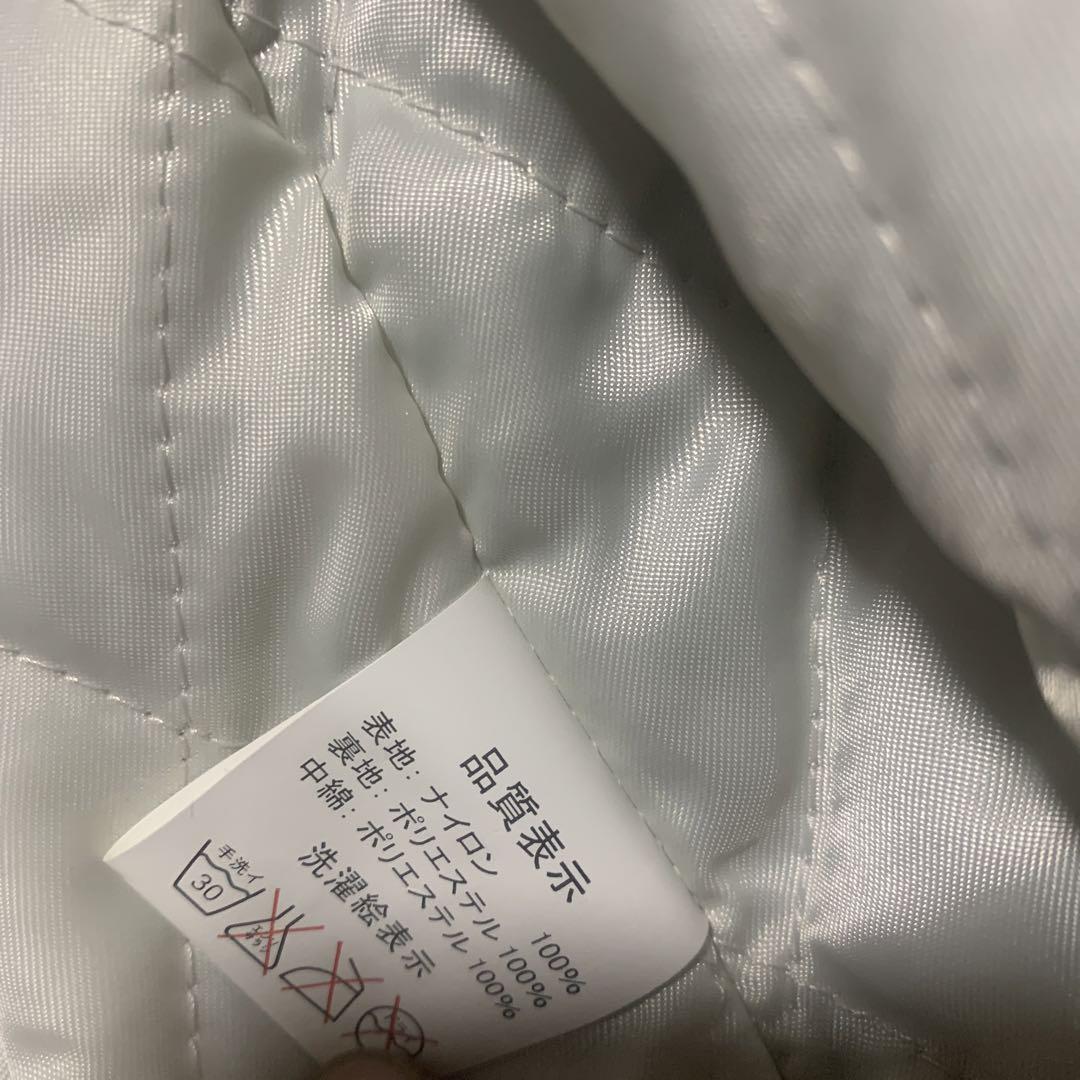 品質表示
表地：ナイロン 100%
裏地：ポリエステル 100%
中綿：ポリエステル 100%
洗濯絵表示
手洗イ
30